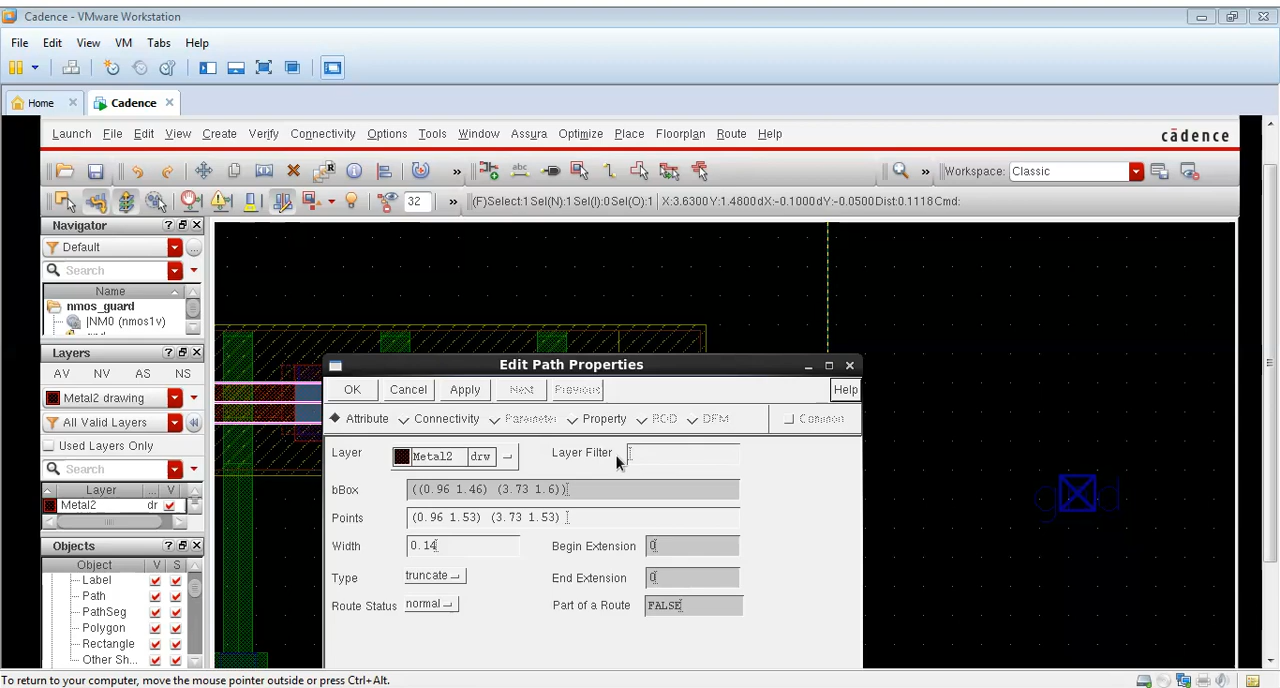 Cadence - VMware Workstation
File Edit View VM Tabs Help
Home Cadence
Launch File Edit View Create Verify Connectivity Options Tools Window Assura Optimize Place Floorplan Route Help cādence
abc Workspace: Classic
32 (F)Select:1 Sel(N):1 Sel(I):0 Sel(O):1 X:3.6300 Y:1.4800 dX:-0.1000 dY:-0.0500 Dist:0.1118 Cmd:
Navigator
Default
Search
Name
nmos_guard
|NM0 (nmos1v)
Layers
AV NV AS NS
Metal2 drawing
All Valid Layers
Used Layers Only
Search
Layer ... V
Metal2 dr
Objects
Object V S
Label
Path
PathSeg
Polygon
Rectangle
Other Sh...
Edit Path Properties
OK Cancel Apply Next Previous Help
Attribute Connectivity Parameter Property ROD DFM Common
Layer Metal2 drw Layer Filter
bBox ((0.96 1.46) (3.73 1.6))
Points (0.96 1.53) (3.73 1.53)
Width 0.14 Begin Extension 0
Type truncate End Extension 0
Route Status normal Part of a Route FALSE
gnd
To return to your computer, move the mouse pointer outside or press Ctrl+Alt.